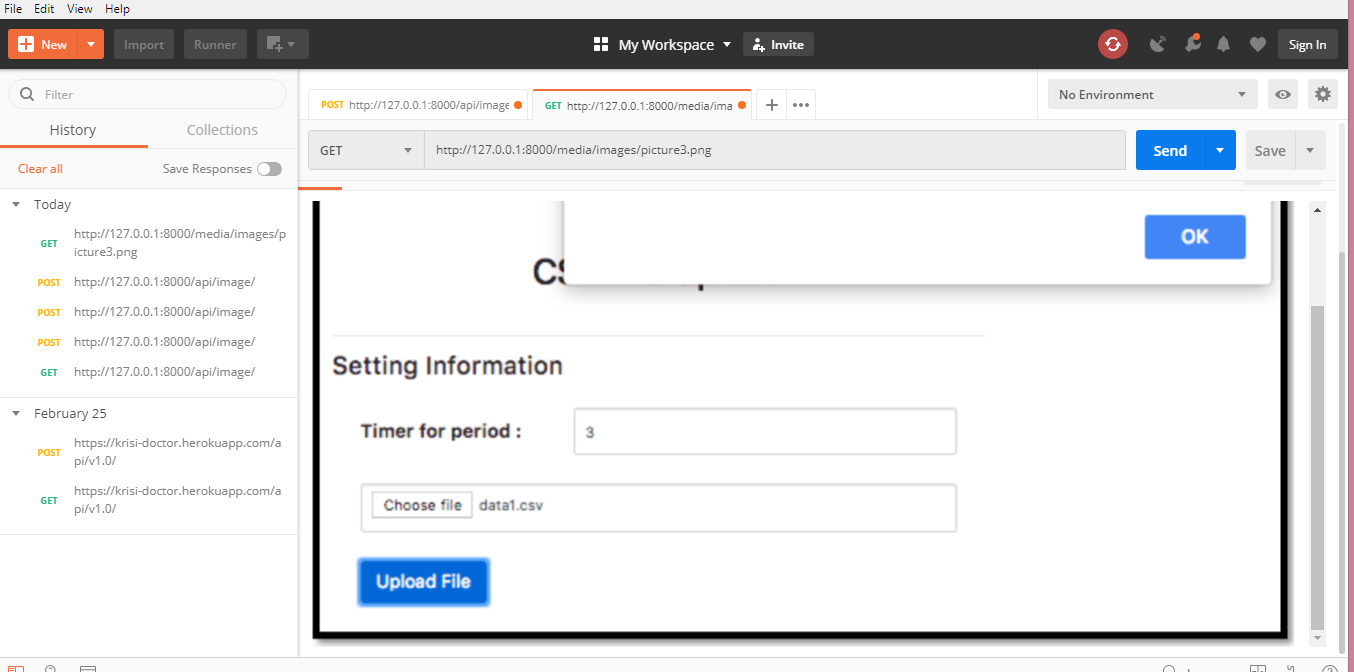 File Edit View Help
New Import Runner My Workspace Invite Sign In
Filter
History Collections
Clear all Save Responses
Today
GET http://127.0.0.1:8000/media/images/p
icture3.png
POST http://127.0.0.1:8000/api/image/
POST http://127.0.0.1:8000/api/image/
POST http://127.0.0.1:8000/api/image/
GET http://127.0.0.1:8000/api/image/
February 25
POST https://krisi-doctor.herokuapp.com/a
pi/v1.0/
GET https://krisi-doctor.herokuapp.com/a
pi/v1.0/
POST http://127.0.0.1:8000/api/image GET http://127.0.0.1:8000/media/ima No Environment
GET http://127.0.0.1:8000/media/images/picture3.png Send Save
OK
Setting Information
Timer for period : 3
Choose file data1.csv
Upload File